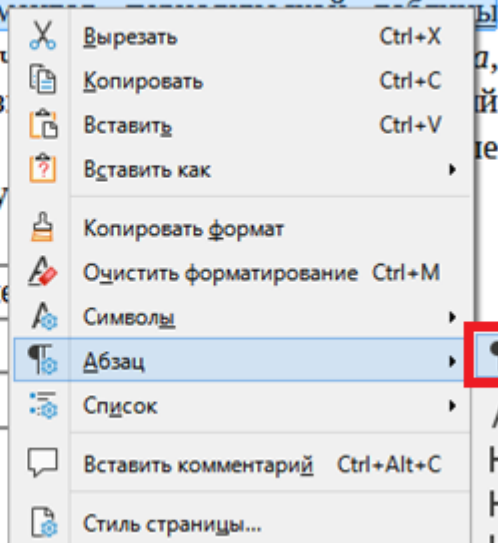 Вырезать Ctrl+X
Копировать Ctrl+C
Вставить Ctrl+V
Вставить как
Копировать формат
Очистить форматирование Ctrl+M
Символы
Абзац
Список
Вставить комментарий Ctrl+Alt+C
Стиль страницы...